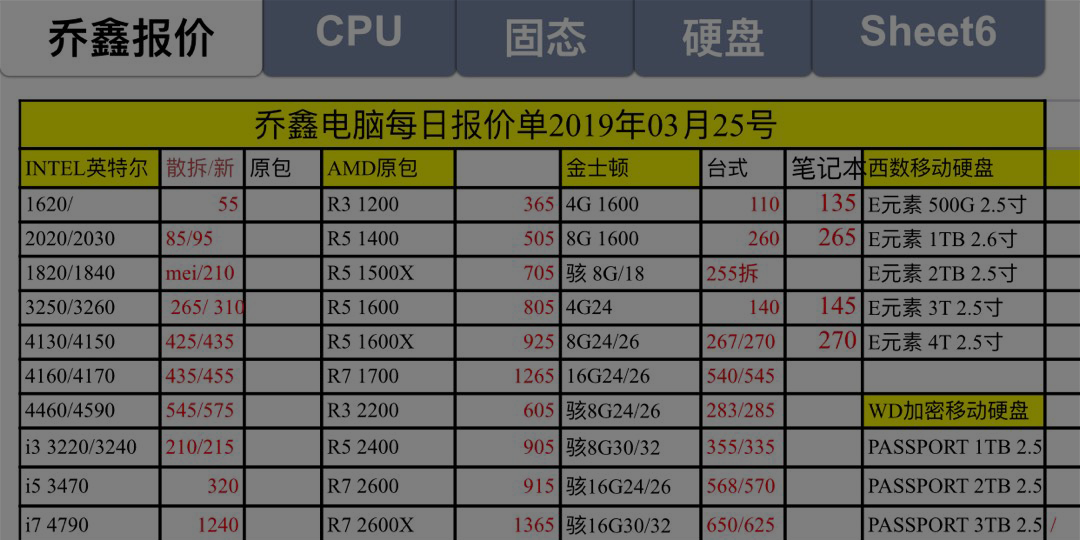 乔鑫报价 CPU 固态 硬盘 Sheet6
乔鑫电脑每日报价单2019年03月25号
INTEL英特尔 散拆/新 原包 AMD原包 金士顿 台式 笔记本 西数移动硬盘
1620/ 55 R3 1200 365 4G 1600 110 135 E元素 500G 2.5寸
2020/2030 85/95 R5 1400 505 8G 1600 260 265 E元素 1TB 2.6寸
1820/1840 mei/210 R5 1500X 705 骇 8G/18 255拆 E元素 2TB 2.5寸
3250/3260 265/ 310 R5 1600 805 4G24 140 145 E元素 3T 2.5寸
4130/4150 425/435 R5 1600X 925 8G24/26 267/270 270 E元素 4T 2.5寸
4160/4170 435/455 R7 1700 1265 16G24/26 540/545
4460/4590 545/575 R3 2200 605 骇8G24/26 283/285 WD加密移动硬盘
i3 3220/3240 210/215 R5 2400 905 骇8G30/32 355/335 PASSPORT 1TB 2.5
i5 3470 320 R7 2600 915 骇16G24/26 568/570 PASSPORT 2TB 2.5
i7 4790 1240 R7 2600X 1365 骇16G30/32 650/625 PASSPORT 3TB 2.5 /